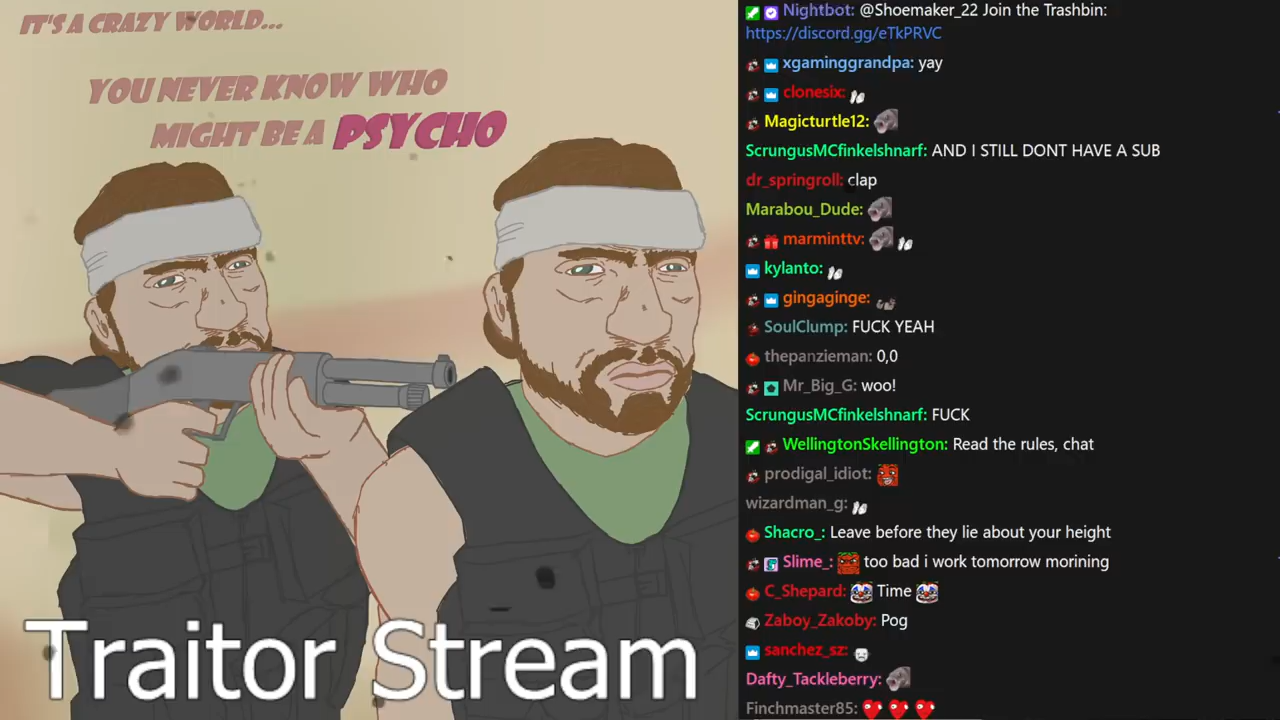 IT'S A CRAZY WORLD...
YOU NEVER KNOW WHO
MIGHT BE A PSYCHO
Traitor Stream
Nightbot: @Shoemaker_22 Join the Trashbin:
https://discord.gg/eTkPRVC
xgaminggrandpa: yay
clonesix:
Magicturtle12:
ScrungusMCfinkelshnarf: AND I STILL DONT HAVE A SUB
dr_springroll: clap
Marabou_Dude:
marminttv:
kylanto:
gingaginge:
SoulClump: FUCK YEAH
thepanzieman: 0,0
Mr_Big_G: woo!
ScrungusMCfinkelshnarf: FUCK
WellingtonSkellington: Read the rules, chat
prodigal_idiot:
wizardman_g:
Shacro_: Leave before they lie about your height
Slime_: too bad i work tomorrow morining
C_Shepard: Time
Zaboy_Zakoby: Pog
sanchez_sz:
Dafty_Tackleberry:
Finchmaster85: